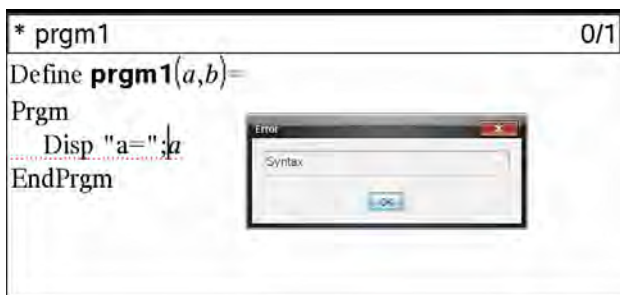 * prgm1 0/1
Define prgm1(a,b)=
Prgm
Disp "a=";a
EndPrgm
Error
Syntax
OK